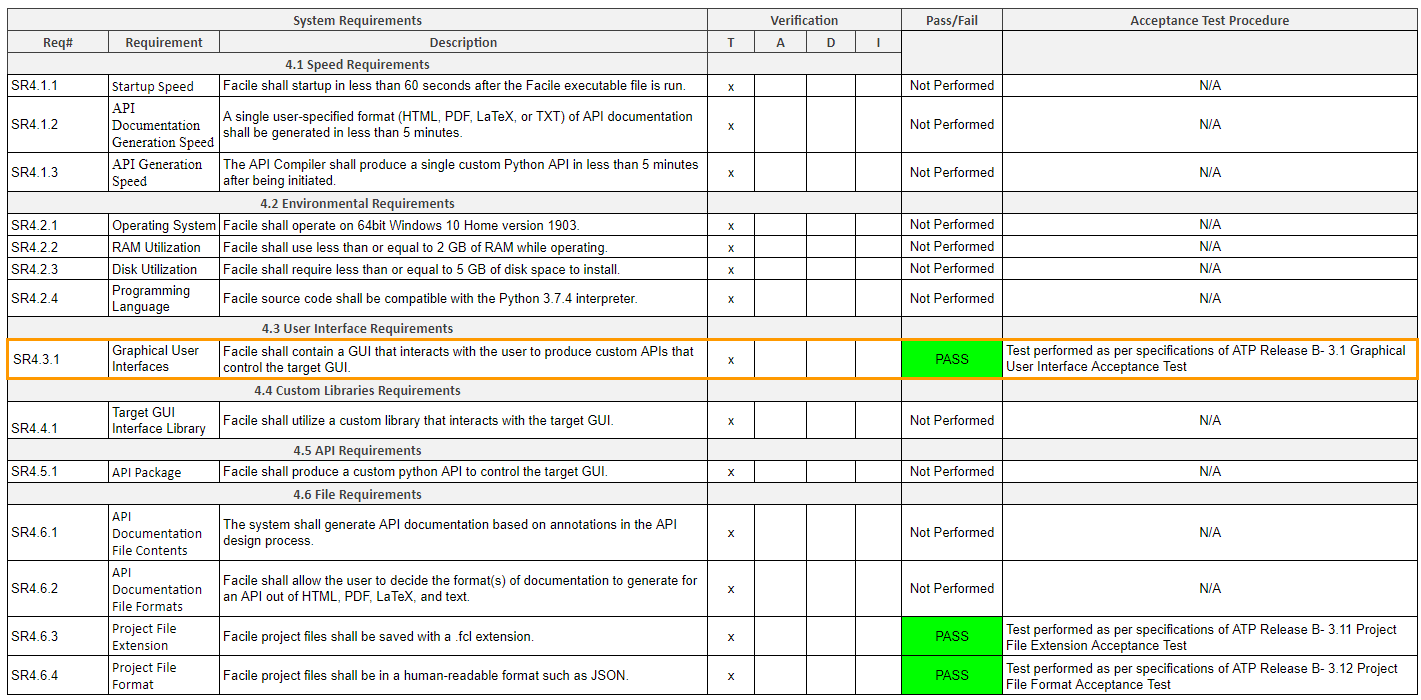 System Requirements Verification Pass/Fail Acceptance Test Procedure
Req# Requirement Description T A D I
4.1 Speed Requirements
SR4.1.1 Startup Speed Facile shall startup in less than 60 seconds after the Facile executable file is run. x Not Performed N/A
API
Documentation
Generation Speed
SR4.1.2 A single user-specified format (HTML, PDF, LaTeX, or TXT) of API documentation
shall be generated in less than 5 minutes. x Not Performed N/A
API Generation
Speed
SR4.1.3 The API Compiler shall produce a single custom Python API in less than 5 minutes
after being initiated. x Not Performed N/A
4.2 Environmental Requirements
SR4.2.1 Operating System Facile shall operate on 64bit Windows 10 Home version 1903. x Not Performed N/A
SR4.2.2 RAM Utilization Facile shall use less than or equal to 2 GB of RAM while operating. x Not Performed N/A
SR4.2.3 Disk Utilization Facile shall require less than or equal to 5 GB of disk space to install. x Not Performed N/A
SR4.2.4 Programming
Language
Facile source code shall be compatible with the Python 3.7.4 interpreter. x Not Performed N/A
4.3 User Interface Requirements
SR4.3.1 Graphical User
Interfaces
Facile shall contain a GUI that interacts with the user to produce custom APIs that
control the target GUI. x PASS
Test performed as per specifications of ATP Release B- 3.1 Graphical
User Interface Acceptance Test
4.4 Custom Libraries Requirements
SR4.4.1 Target GUI
Interface Library
Facile shall utilize a custom library that interacts with the target GUI. x Not Performed N/A
4.5 API Requirements
SR4.5.1 API Package Facile shall produce a custom python API to control the target GUI. x Not Performed N/A
4.6 File Requirements
SR4.6.1 API
Documentation
File Contents
The system shall generate API documentation based on annotations in the API
design process. x Not Performed N/A
SR4.6.2 API
Documentation
File Formats
Facile shall allow the user to decide the format(s) of documentation to generate for
an API out of HTML, PDF, LaTeX, and text. x Not Performed N/A
SR4.6.3 Project File
Extension
Facile project files shall be saved with a .fcl extension. x PASS
Test performed as per specifications of ATP Release B- 3.11 Project
File Extension Acceptance Test
SR4.6.4 Project File
Format
Facile project files shall be in a human-readable format such as JSON. x PASS
Test performed as per specifications of ATP Release B- 3.12 Project
File Format Acceptance Test